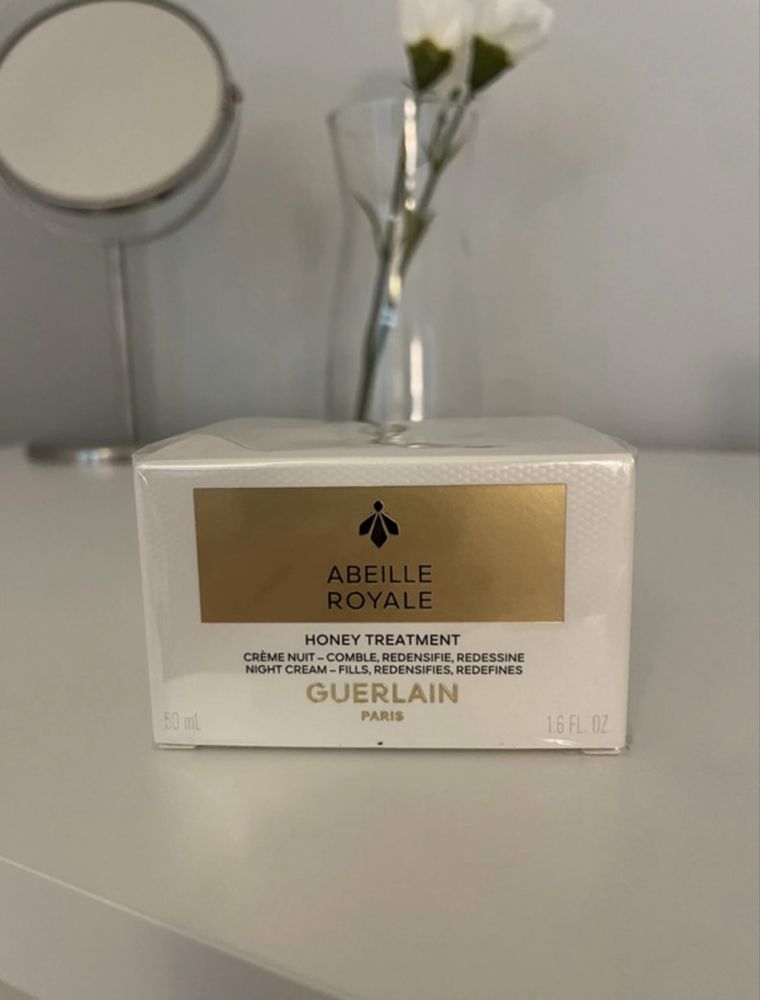 ABEILLE
ROYALE
HONEY TREATMENT
CRÈME NUIT – COMBLE, REDENSIFIE, REDESSINE
NIGHT CREAM – FILLS, REDENSIFIES, REDEFINES
GUERLAIN
PARIS
50 mL 1.6 FL. OZ.